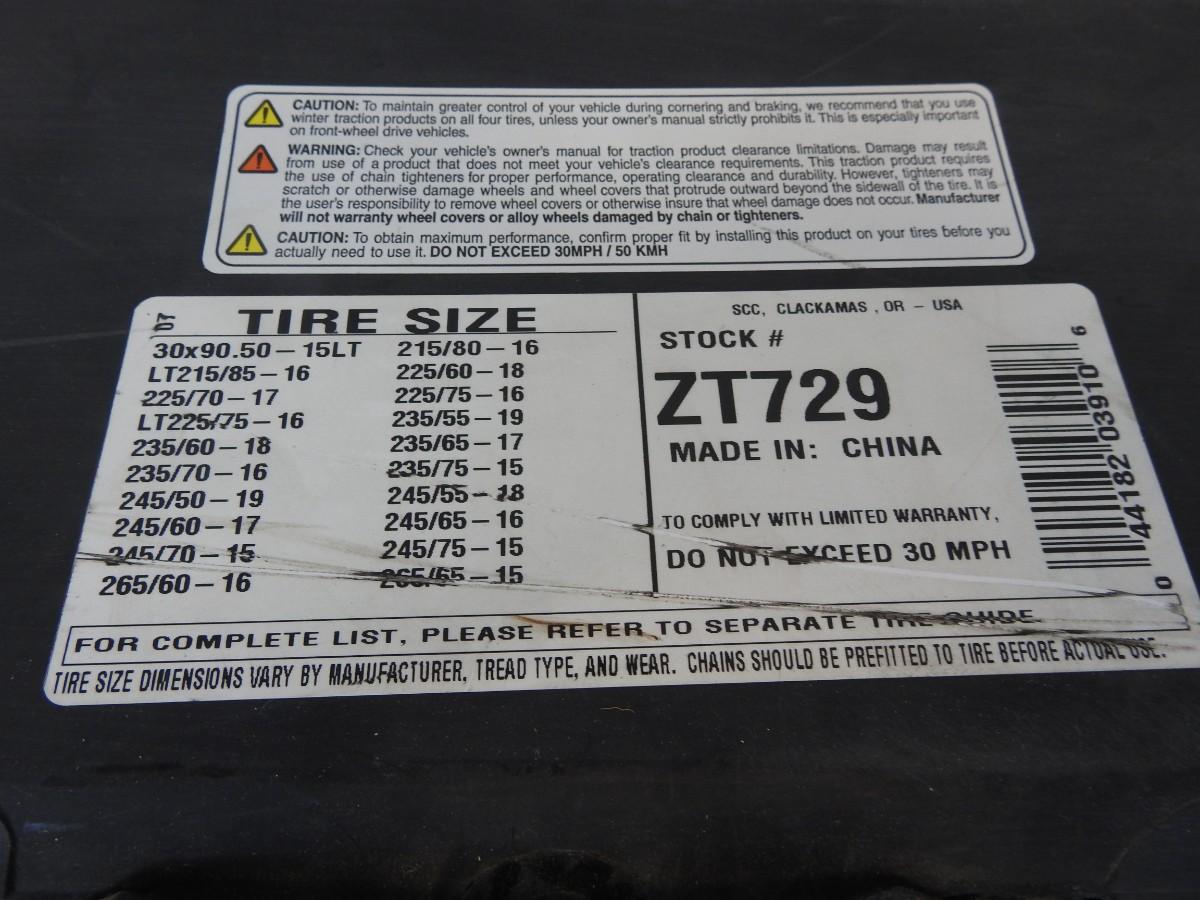 CAUTION: To maintain greater control of your vehicle during cornering and braking, we recommend that you use
winter traction products on all four tires, unless your owner's manual strictly prohibits it. This is especially important
on front-wheel drive vehicles.
WARNING: Check your vehicle's owner's manual for traction product clearance limitations. Damage may result
from use of a product that does not meet your vehicle's clearance requirements. This traction product requires
the use of chain tighteners for proper performance, operating clearance and durability. However, tighteners may
scratch or otherwise damage wheels and wheel covers that protrude outward beyond the sidewall of the tire. It is
the user's responsibility to remove wheel covers or otherwise insure that wheel damage does not occur. Manufacturer
will not warranty wheel covers or alloy wheels damaged by chain or tighteners.
CAUTION: To obtain maximum performance, confirm proper fit by installing this product on your tires before you
actually need to use it. DO NOT EXCEED 30MPH / 50 KMH
07
TIRE SIZE
30x90.50 – 15LT 215/80 – 16
LT215/85 – 16 225/60 – 18
225/70 – 17 225/75 – 16
LT225/75 – 16 235/55 – 19
235/60 – 18 235/65 – 17
235/70 – 16 235/75 – 15
245/50 – 19 245/55 – 18
245/60 – 17 245/65 – 16
245/70 – 15 245/75 – 15
265/60 – 16 265/65 – 15
SCC, CLACKAMAS , OR – USA
STOCK #
ZT729
MADE IN: CHINA
TO COMPLY WITH LIMITED WARRANTY,
DO NOT EXCEED 30 MPH
0 44182 03910 6
FOR COMPLETE LIST, PLEASE REFER TO SEPARATE TIRE GUIDE
TIRE SIZE DIMENSIONS VARY BY MANUFACTURER, TREAD TYPE, AND WEAR. CHAINS SHOULD BE PREFITTED TO TIRE BEFORE ACTUAL USE.